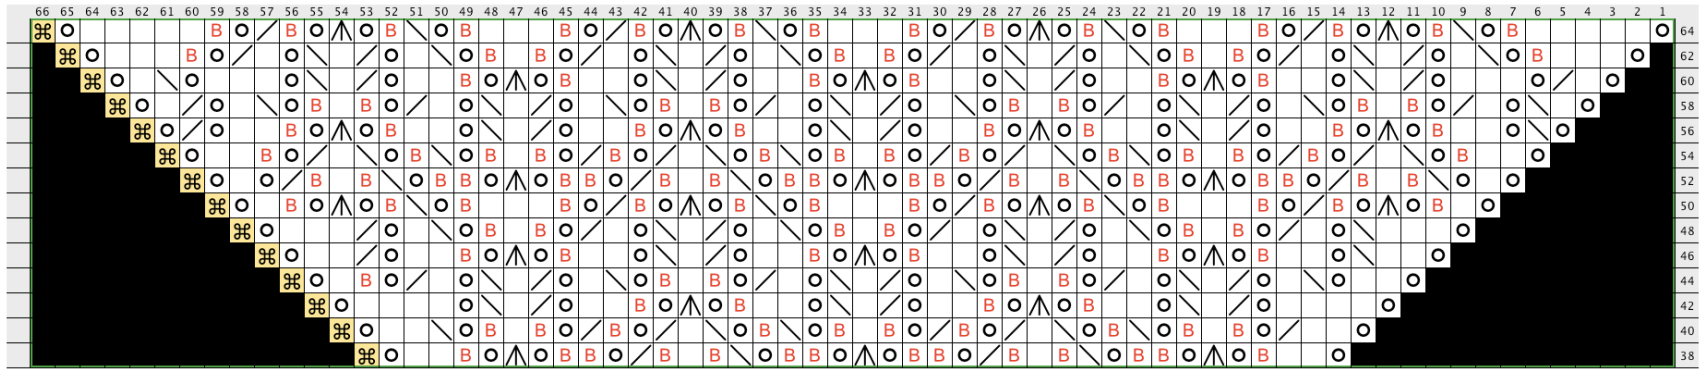 66 65 64 63 62 61 60 59 58 57 56 55 54 53 52 51 50 49 48 47 46 45 44 43 42 41 40 39 38 37 36 35 34 33 32 31 30 29 28 27 26 25 24 23 22 21 20 19 18 17 16 15 14 13 12 11 10 9 8 7 6 5 4 3 2 1
⌘ O B O / B O ⋀ O B \ O B B O / B O ⋀ O B \ O B B O / B O ⋀ O B \ O B B O / B O ⋀ O B \ O B O 64
⌘ O B O / O \ / O \ O B B O / O \ / O \ O B B O / O \ / O \ O B B O / O \ / O \ O B O 62
⌘ O \ O O \ / O B O ⋀ O B O \ / O B O ⋀ O B O \ / O B O ⋀ O B O \ / O O / O 60
⌘ O / O \ O B B O / O \ / O \ O B B O / O \ / O \ O B B O / O \ / O \ O B B O / O \ O 58
⌘ O / O B O ⋀ O B O \ / O B O ⋀ O B O \ / O B O ⋀ O B O \ / O B O ⋀ O B O \ O 56
⌘ O B O / \ O B \ O B B O / B O / \ O B \ O B B O / B O / \ O B \ O B B O / B O / \ O B O 54
⌘ O O / B B \ O B B O ⋀ O B B O / B B \ O B B O ⋀ O B B O / B B \ O B B O ⋀ O B B O / B B \ O O 52
⌘ O B O ⋀ O B \ O B B O / B O ⋀ O B \ O B B O / B O ⋀ O B \ O B B O / B O ⋀ O B O 50
⌘ O / O \ O B B O / O \ / O \ O B B O / O \ / O \ O B B O / O \ O 48
⌘ O / O B O ⋀ O B O \ / O B O ⋀ O B O \ / O B O ⋀ O B O \ O 46
⌘ O B O / O \ / O \ O B B O / O \ / O \ O B B O / O \ / O \ O O 44
⌘ O O \ / O B O ⋀ O B O \ / O B O ⋀ O B O \ / O O 42
⌘ O \ O B B O / B O / \ O B \ O B B O / B O / \ O B \ O B B O / O 40
⌘ O B O ⋀ O B B O / B B \ O B B O ⋀ O B B O / B B \ O B B O ⋀ O B O 38